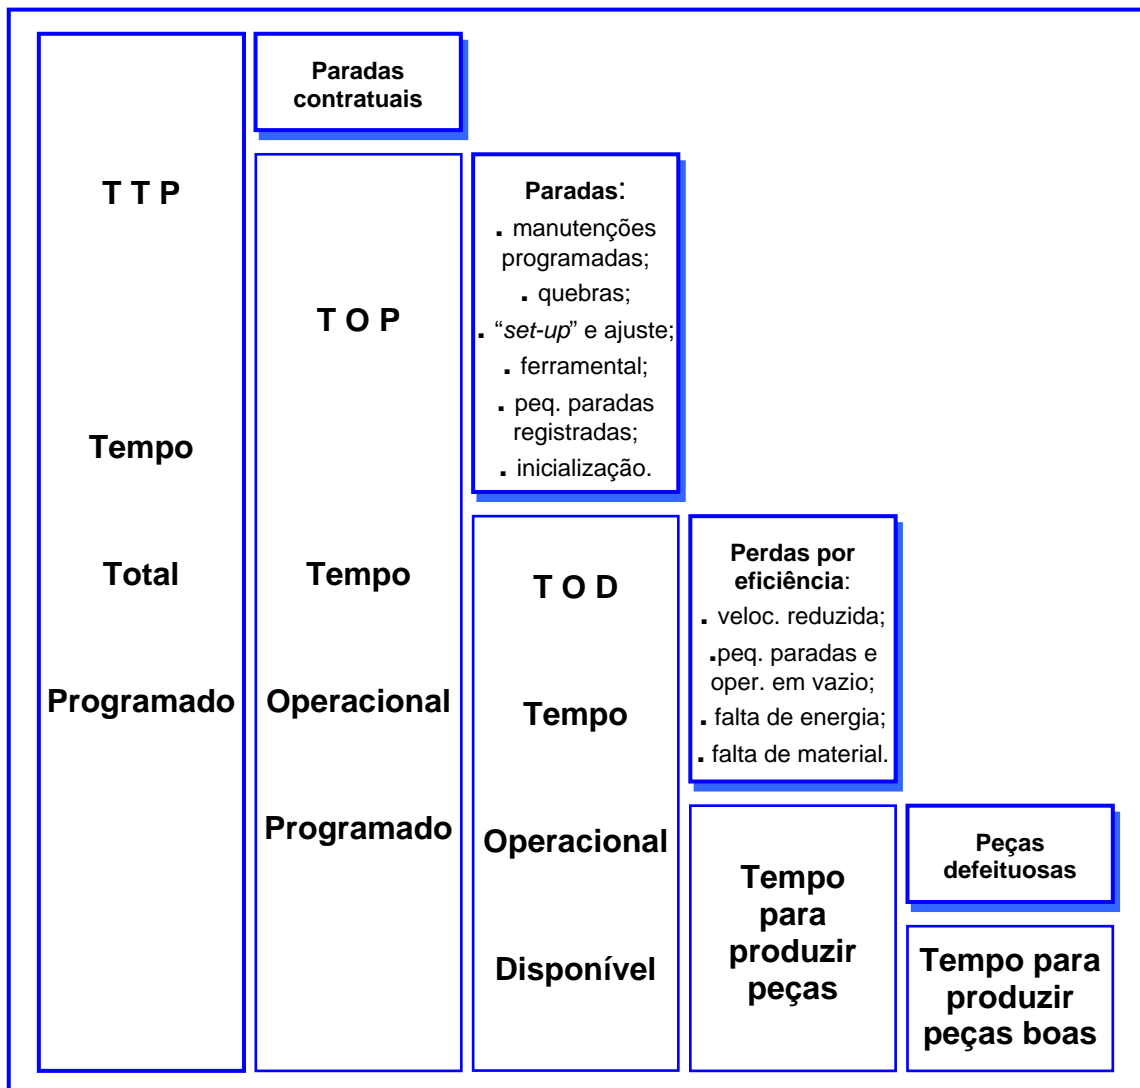 T T P
Tempo
Total
Programado
Paradas
contratuais
T O P
Tempo
Operacional
Programado
Paradas:
. manutenções
programadas;
. quebras;
. “set-up” e ajuste;
. ferramental;
. peq. paradas
registradas;
. inicialização.
T O D
Tempo
Operacional
Disponível
Perdas por
eficiência:
. veloc. reduzida;
.peq. paradas e
oper. em vazio;
. falta de energia;
. falta de material.
Tempo
para
produzir
peças
Peças
defeituosas
Tempo para
produzir
peças boas